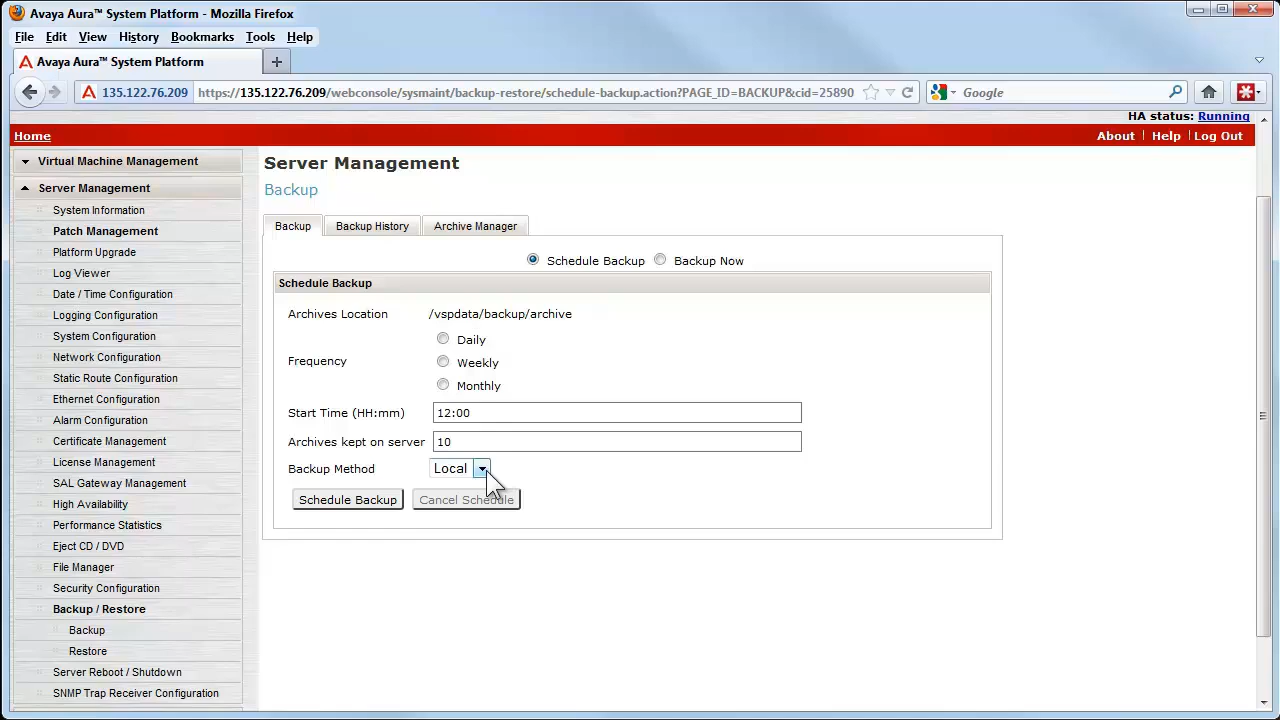 Avaya Aura™ System Platform - Mozilla Firefox
File Edit View History Bookmarks Tools Help
Avaya Aura™ System Platform
135.122.76.209 https://135.122.76.209/webconsole/sysmaint/backup-restore/schedule-backup.action?PAGE_ID=BACKUP&cid=25890 Google
HA status: Running
Home About Help Log Out
Virtual Machine Management
Server Management
System Information
Patch Management
Platform Upgrade
Log Viewer
Date / Time Configuration
Logging Configuration
System Configuration
Network Configuration
Static Route Configuration
Ethernet Configuration
Alarm Configuration
Certificate Management
License Management
SAL Gateway Management
High Availability
Performance Statistics
Eject CD / DVD
File Manager
Security Configuration
Backup / Restore
Backup
Restore
Server Reboot / Shutdown
SNMP Trap Receiver Configuration
Server Management
Backup
Backup Backup History Archive Manager
Schedule Backup Backup Now
Schedule Backup
Archives Location /vspdata/backup/archive
Daily
Frequency Weekly
Monthly
Start Time (HH:mm) 12:00
Archives kept on server 10
Backup Method Local
Schedule Backup Cancel Schedule